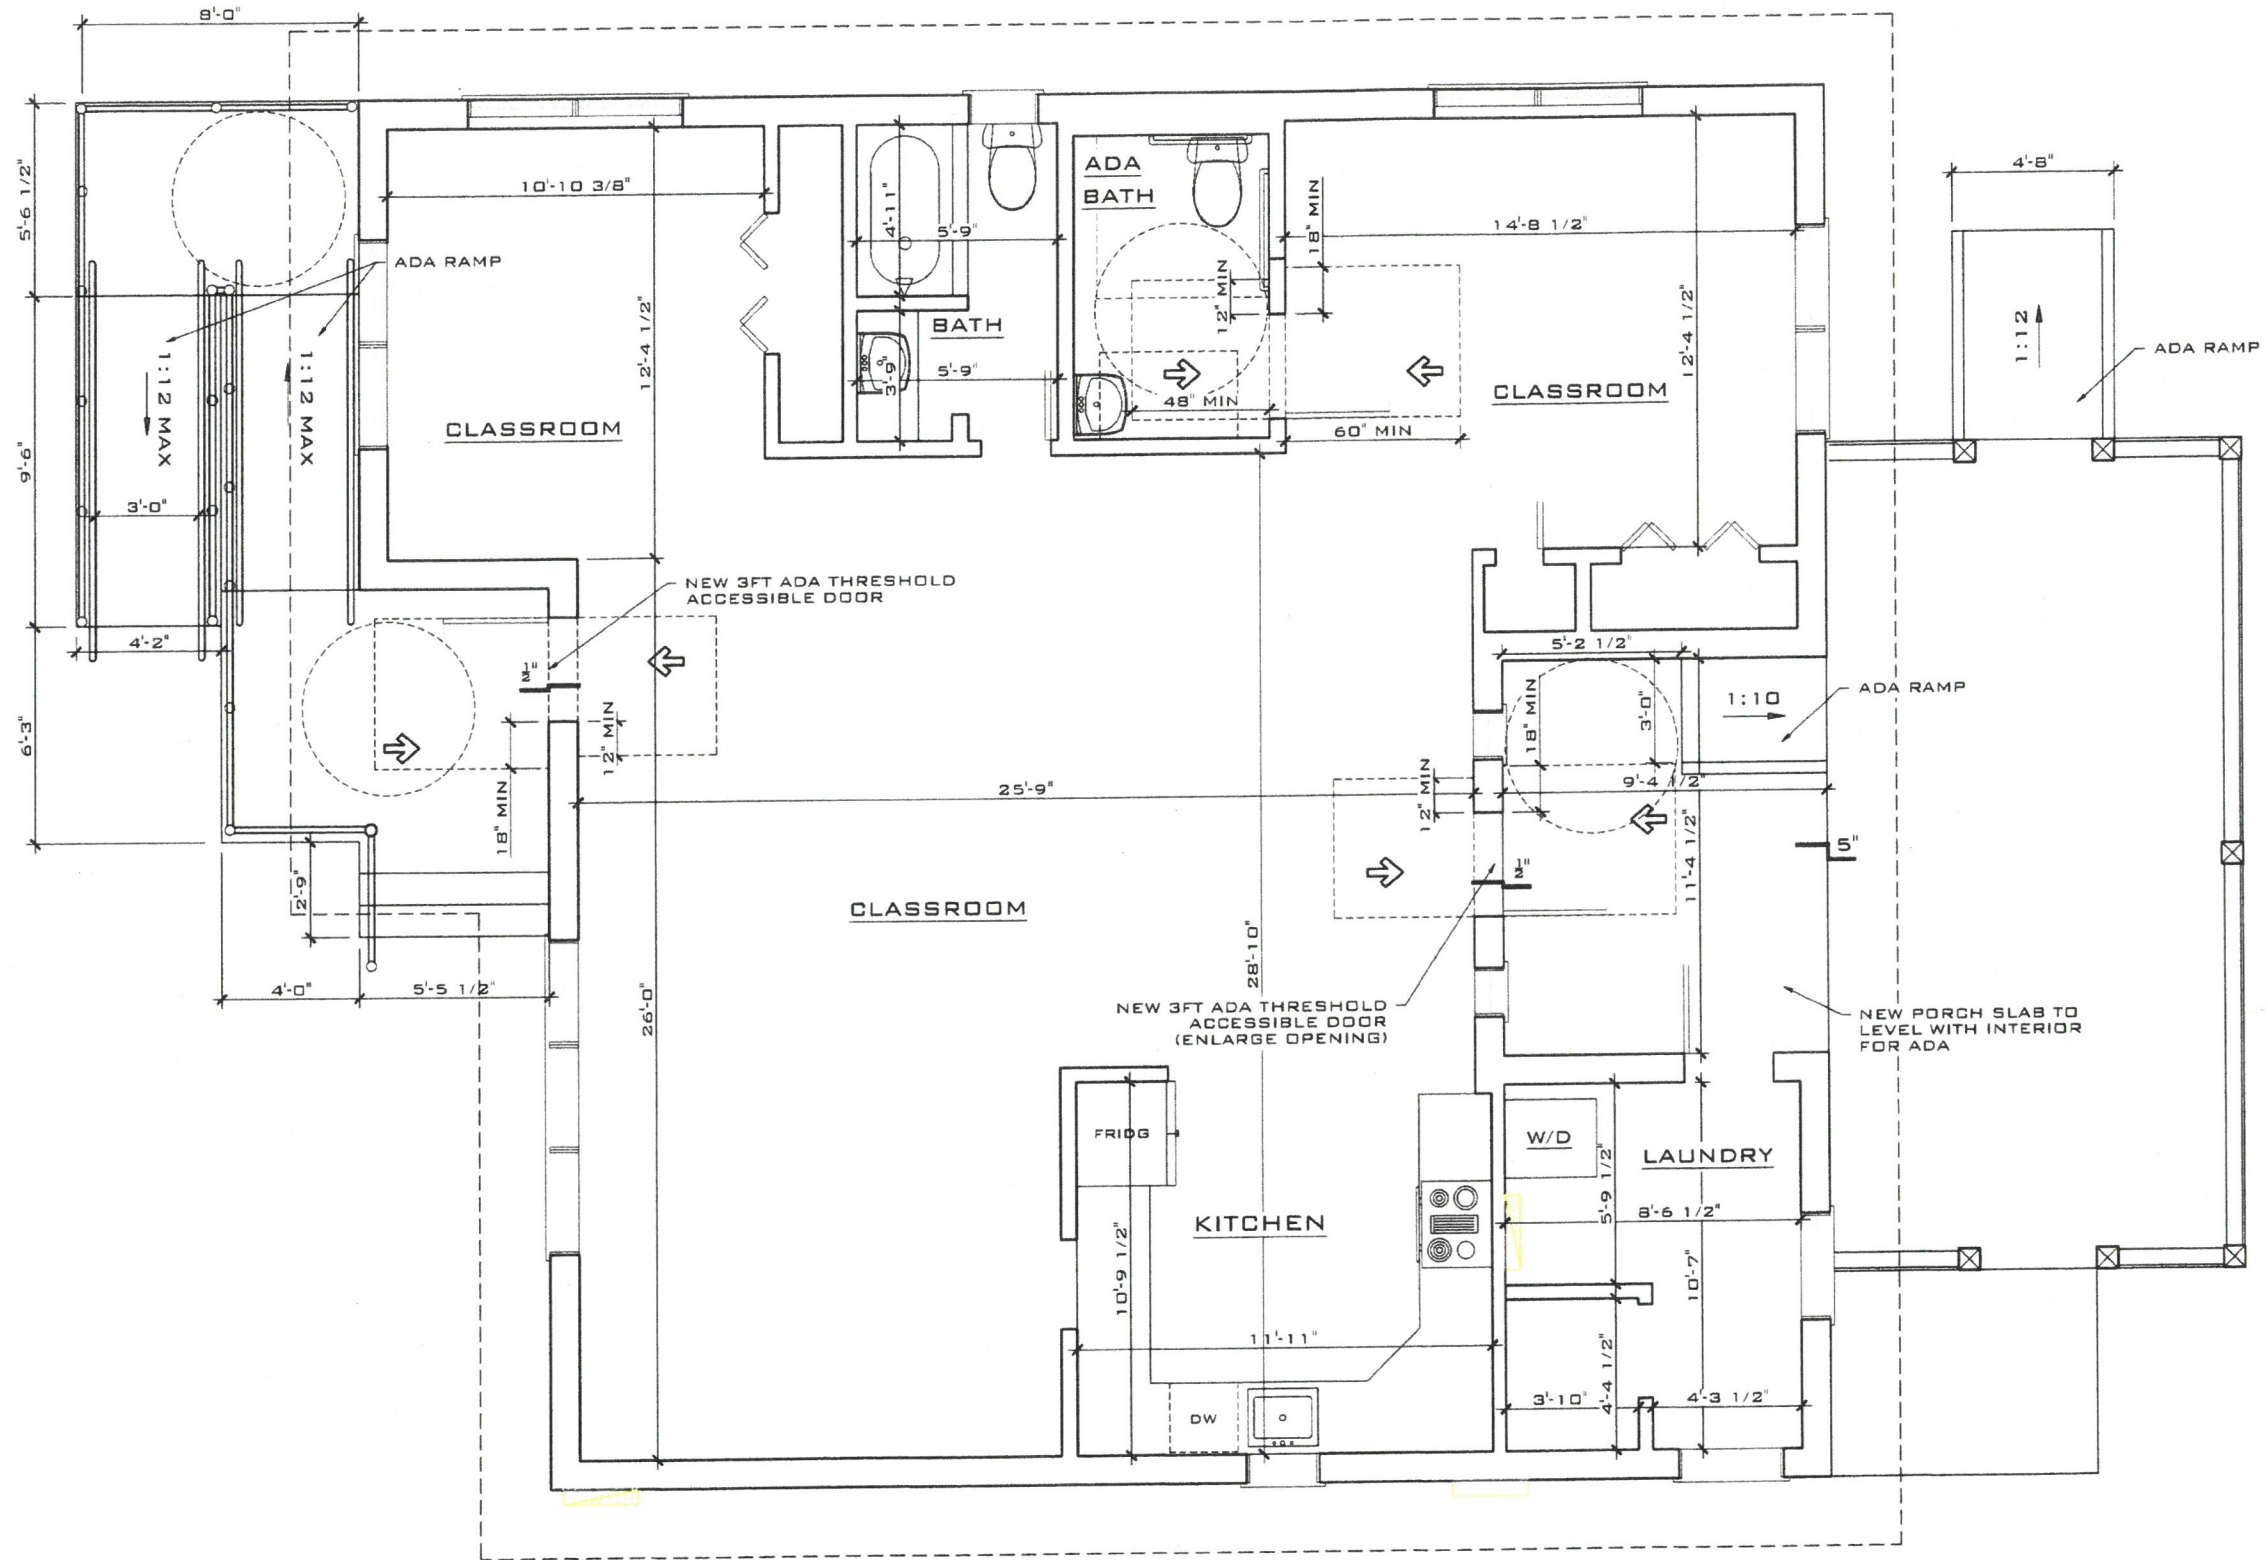 8'-0"
5'-6 1/2"
9'-6"
6'-3"
ADA RAMP
1:12 MAX
1:12 MAX
3'-0"
4'-2"
2'-9"
4'-0"
5'-5 1/2"
10'-10 3/8"
12'-4 1/2"
CLASSROOM
4'-11"
5'-9"
BATH
3'-9"
5'-9"
ADA
BATH
18" MIN
12" MIN
48" MIN
60" MIN
14'-8 1/2"
12'-4 1/2"
CLASSROOM
4'-8"
1:12
ADA RAMP
NEW 3FT ADA THRESHOLD
ACCESSIBLE DOOR
1/2"
12" MIN
18" MIN
25'-9"
26'-0"
CLASSROOM
28'-10"
5'-2 1/2"
18" MIN
3'-0"
1:10
ADA RAMP
9'-4 1/2"
12" MIN
11'-4 1/2"
1/2"
5"
NEW 3FT ADA THRESHOLD
ACCESSIBLE DOOR
(ENLARGE OPENING)
NEW PORCH SLAB TO
LEVEL WITH INTERIOR
FOR ADA
FRIDG
KITCHEN
10'-9 1/2"
11'-11"
DW
W/D
LAUNDRY
5'-9 1/2"
8'-6 1/2"
10'-7"
4'-4 1/2"
3'-10"
4'-3 1/2"